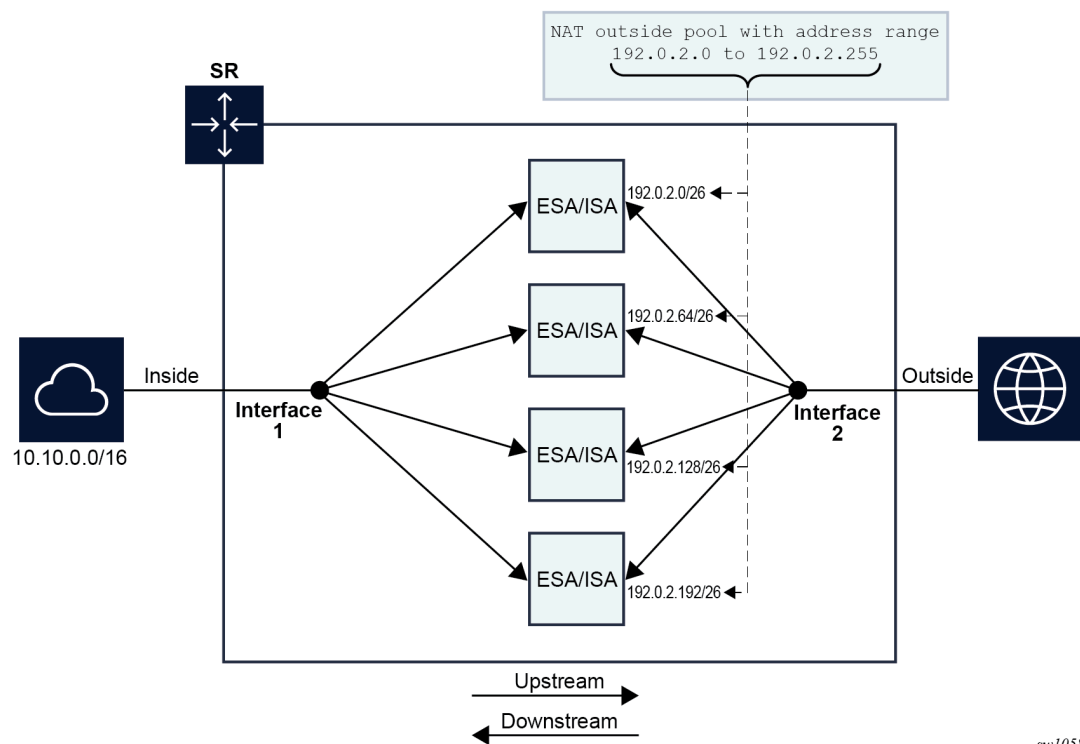 NAT outside pool with address range
192.0.2.0 to 192.0.2.255
SR
ESA/ISA
192.0.2.0/26
ESA/ISA
192.0.2.64/26
Inside
Outside
Interface
1
Interface
2
10.10.0.0/16
ESA/ISA
192.0.2.128/26
ESA/ISA
192.0.2.192/26
Upstream
Downstream